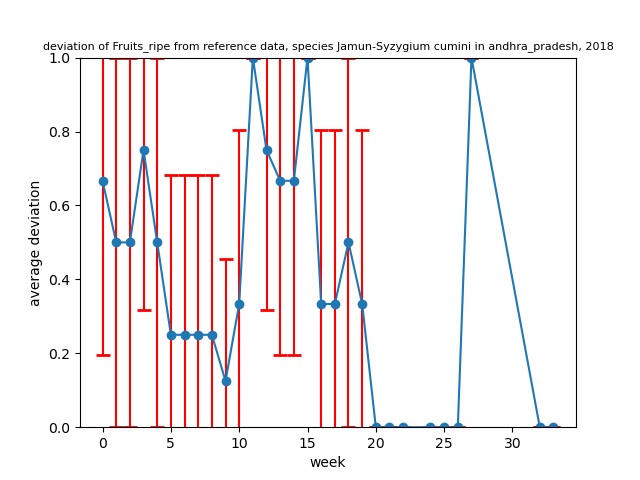 deviation of Fruits_ripe from reference data, species Jamun-Syzygium cumini in andhra_pradesh, 2018
1.0
0.8
0.6
0.4
0.2
0.0
average deviation
0 5 10 15 20 25 30
week